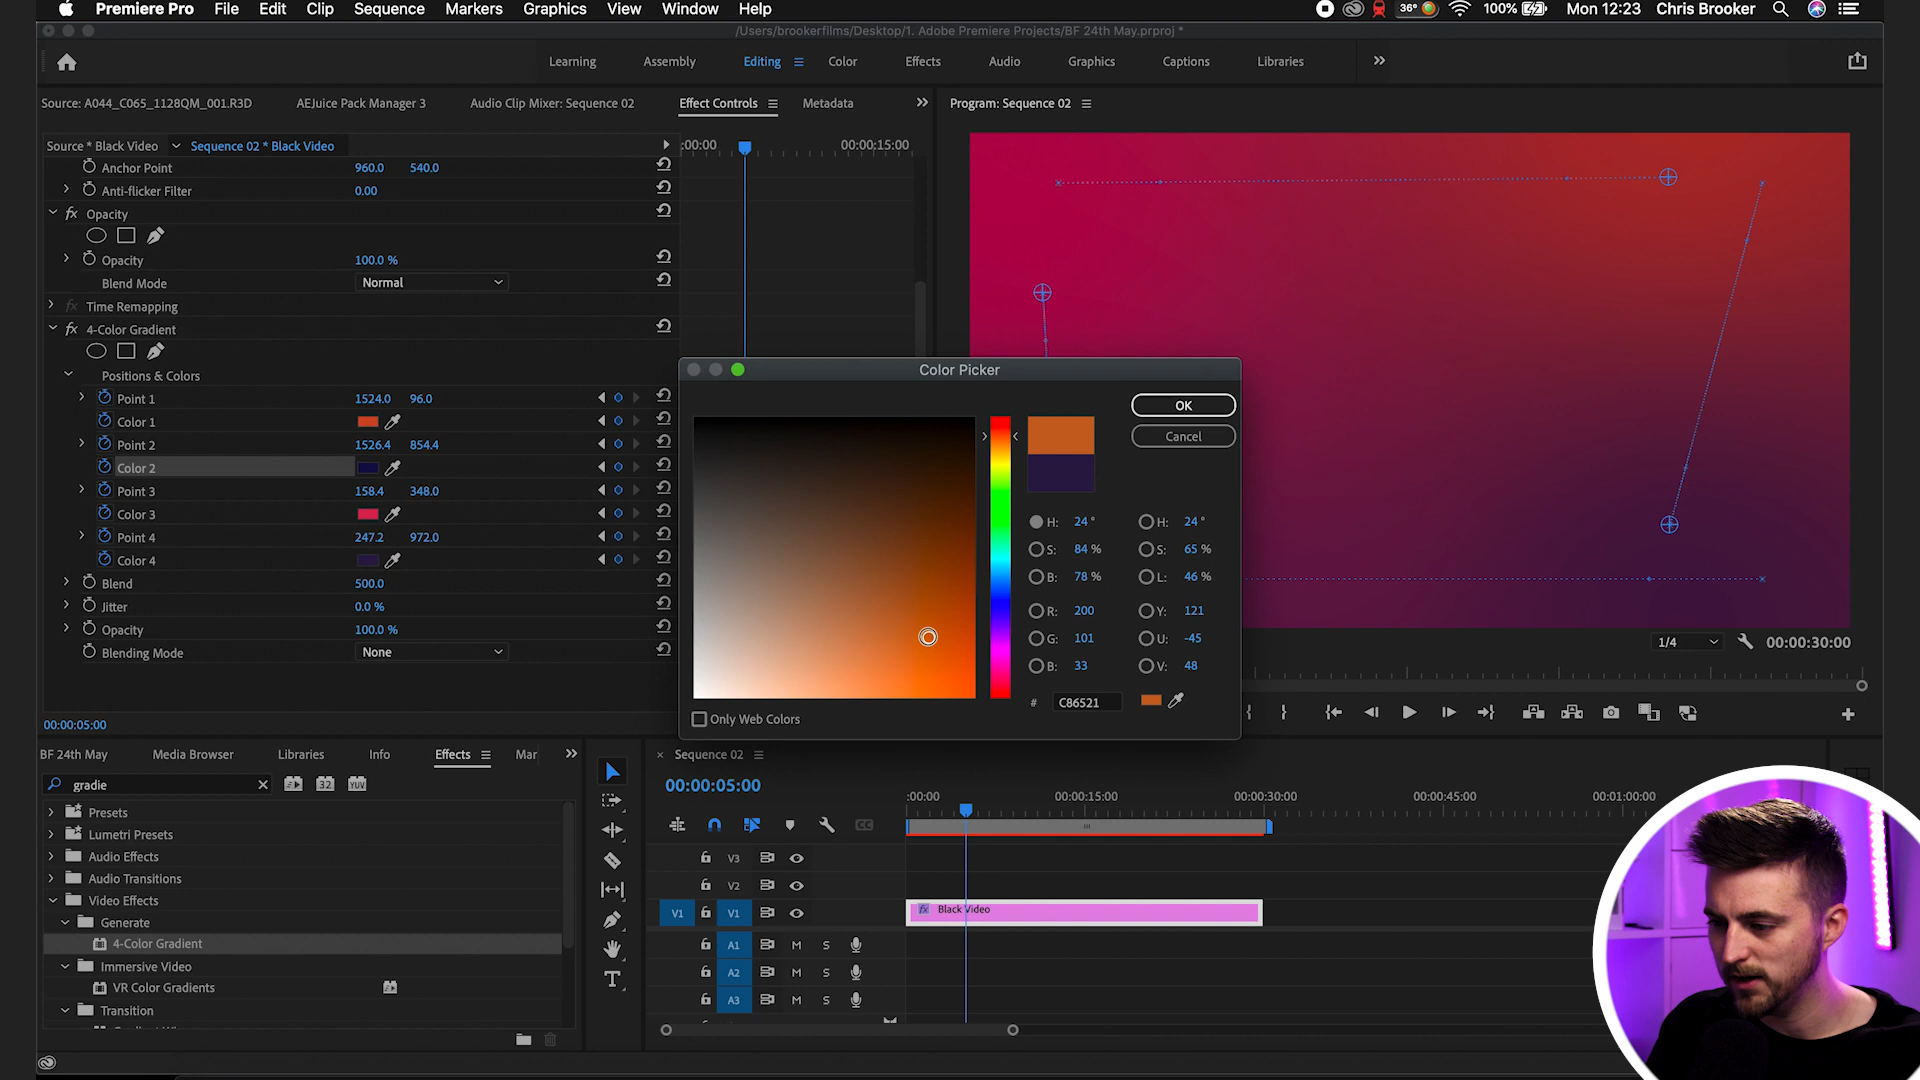 Premiere Pro File Edit Clip Sequence Markers Graphics View Window Help 36° 100% Mon 12:23 Chris Brooker
/Users/brookerfilms/Desktop/1. Adobe Premiere Projects/BF 24th May.prproj *
Learning Assembly Editing Color Effects Audio Graphics Captions Libraries
Source: A044_C065_1128QM_001.R3D AEJuice Pack Manager 3 Audio Clip Mixer: Sequence 02 Effect Controls Metadata Program: Sequence 02
Source * Black Video Sequence 02 * Black Video :00:00 00:00:15:00
Anchor Point 960.0 540.0
Anti-flicker Filter 0.00
fx Opacity
Opacity 100.0 %
Blend Mode Normal
fx Time Remapping
fx 4-Color Gradient
Positions & Colors
Point 1 1524.0 96.0
Color 1
Point 2 1526.4 854.4
Color 2
Point 3 158.4 348.0
Color 3
Point 4 247.2 972.0
Color 4
Blend 500.0
Jitter 0.0 %
Opacity 100.0 %
Blending Mode None
00:00:05:00
Color Picker
OK
Cancel
H: 24 ° H: 24 °
S: 84 % S: 65 %
B: 78 % L: 46 %
R: 200 Y: 121
G: 101 U: -45
B: 33 V: 48
# C86521
Only Web Colors
1/4 00:00:30:00
BF 24th May Media Browser Libraries Info Effects Mar
gradie 32 YUV
Presets
Lumetri Presets
Audio Effects
Audio Transitions
Video Effects
Generate
4-Color Gradient
Immersive Video
VR Color Gradients
Transition
Sequence 02
00:00:05:00
:00:00 00:00:15:00 00:00:30:00 00:00:45:00 00:01:00:00
CC
V3
V2
V1 V1 fx Black Video
A1 M S
A2 M S
A3 M S